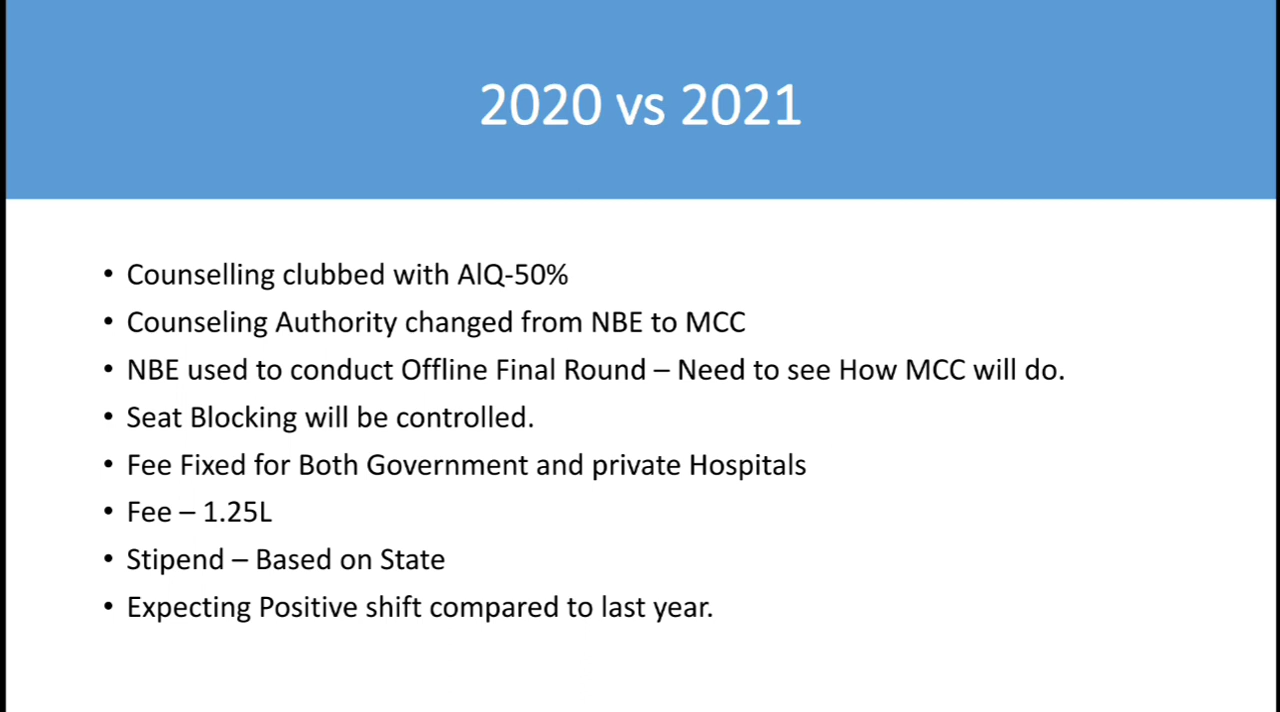 2020 vs 2021
• Counselling clubbed with AlQ-50%
• Counseling Authority changed from NBE to MCC
• NBE used to conduct Offline Final Round – Need to see How MCC will do.
• Seat Blocking will be controlled.
• Fee Fixed for Both Government and private Hospitals
• Fee – 1.25L
• Stipend – Based on State
• Expecting Positive shift compared to last year.